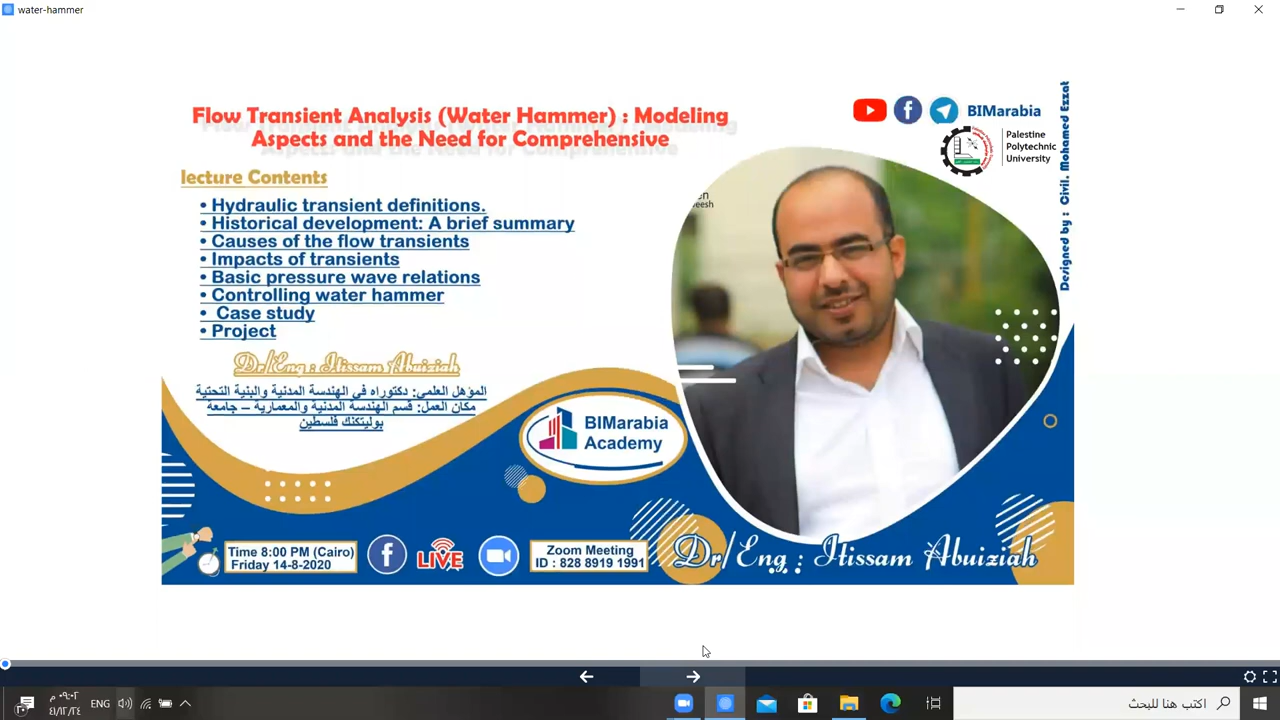 water-hammer
Flow Transient Analysis (Water Hammer) : Modeling
Aspects and the Need for Comprehensive
lecture Contents
• Hydraulic transient definitions.
• Historical development: A brief summary
• Causes of the flow transients
• Impacts of transients
• Basic pressure wave relations
• Controlling water hammer
• Case study
• Project
Dr/Eng : Itissam Abuiziah
المؤهل العلمي: دكتوراه في الهندسة المدنية والبنية التحتية
مكان العمل: قسم الهندسة المدنية والمعمارية – جامعة
بوليتكنك فلسطين
BIMarabia
Palestine
Polytechnic
University
Designed by : Civil. Mohamed Ezzat
BIMarabia
Academy
Time 8:00 PM (Cairo)
Friday 14-8-2020
LIVE
Zoom Meeting
ID : 828 8919 1991
Dr/Eng : Itissam Abuiziah
ENG
اكتب هنا للبحث